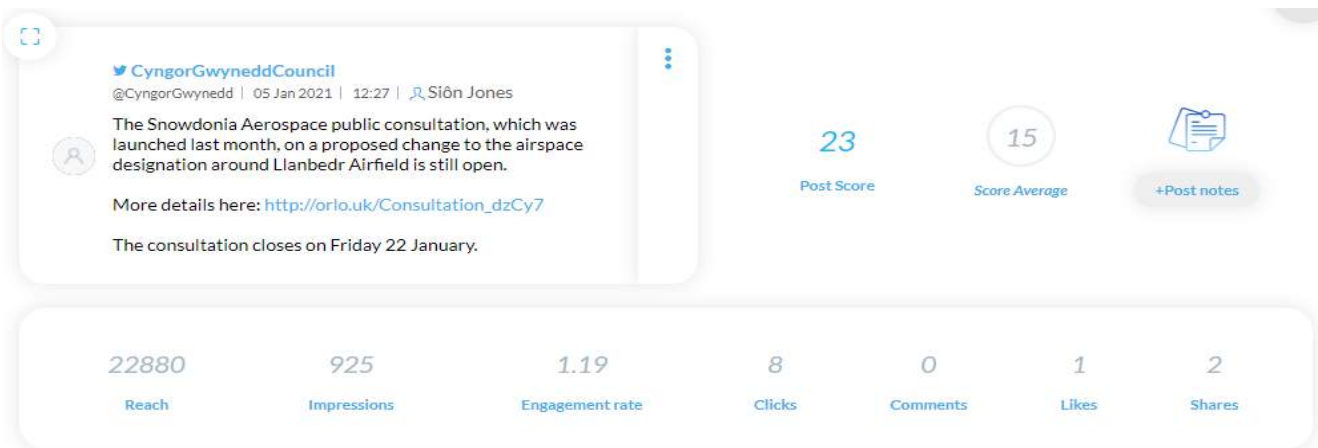 CyngorGwyneddCouncil
@CyngorGwynedd | 05 Jan 2021 | 12:27 | Siôn Jones
The Snowdonia Aerospace public consultation, which was
launched last month, on a proposed change to the airspace
designation around Llanbedr Airfield is still open.
More details here: http://orlo.uk/Consultation_dzCy7
The consultation closes on Friday 22 January.
23
Post Score
15
Score Average
+Post notes
22880 925 1.19 8 0 1 2
Reach Impressions Engagement rate Clicks Comments Likes Shares